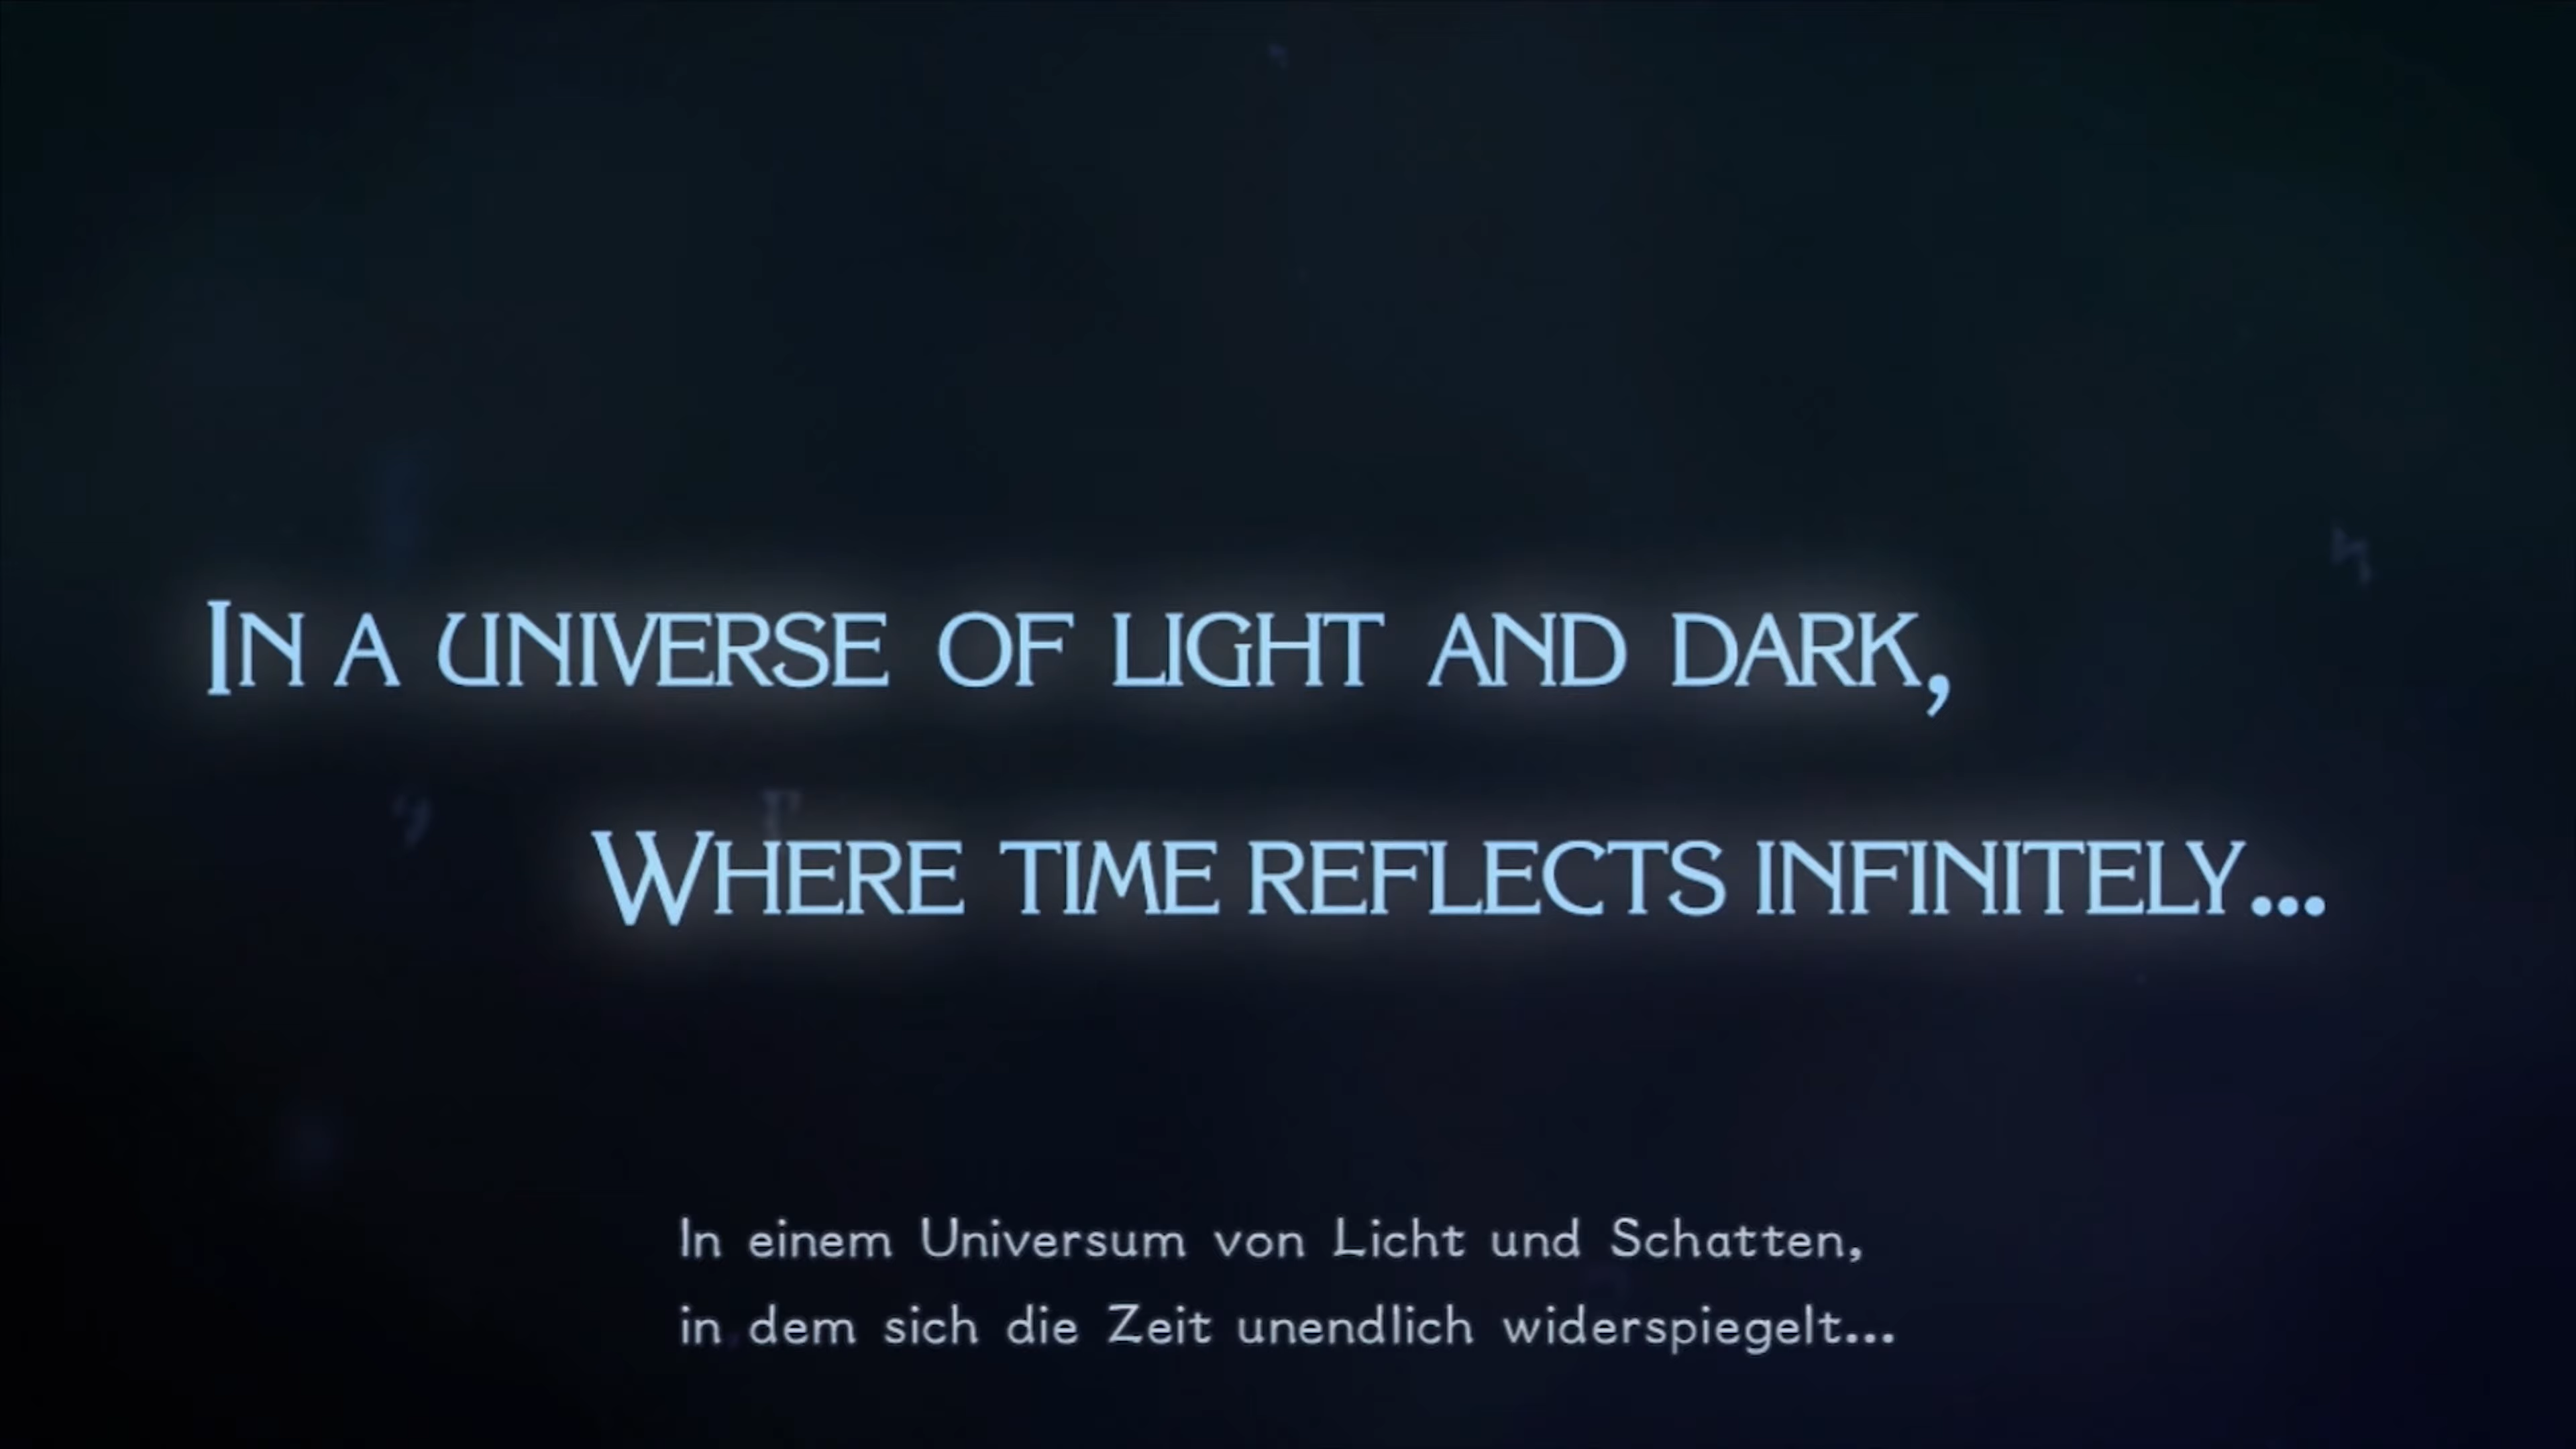 In a universe of light and dark,
Where time reflects infinitely...
In einem Universum von Licht und Schatten,
in dem sich die Zeit unendlich widerspiegelt...